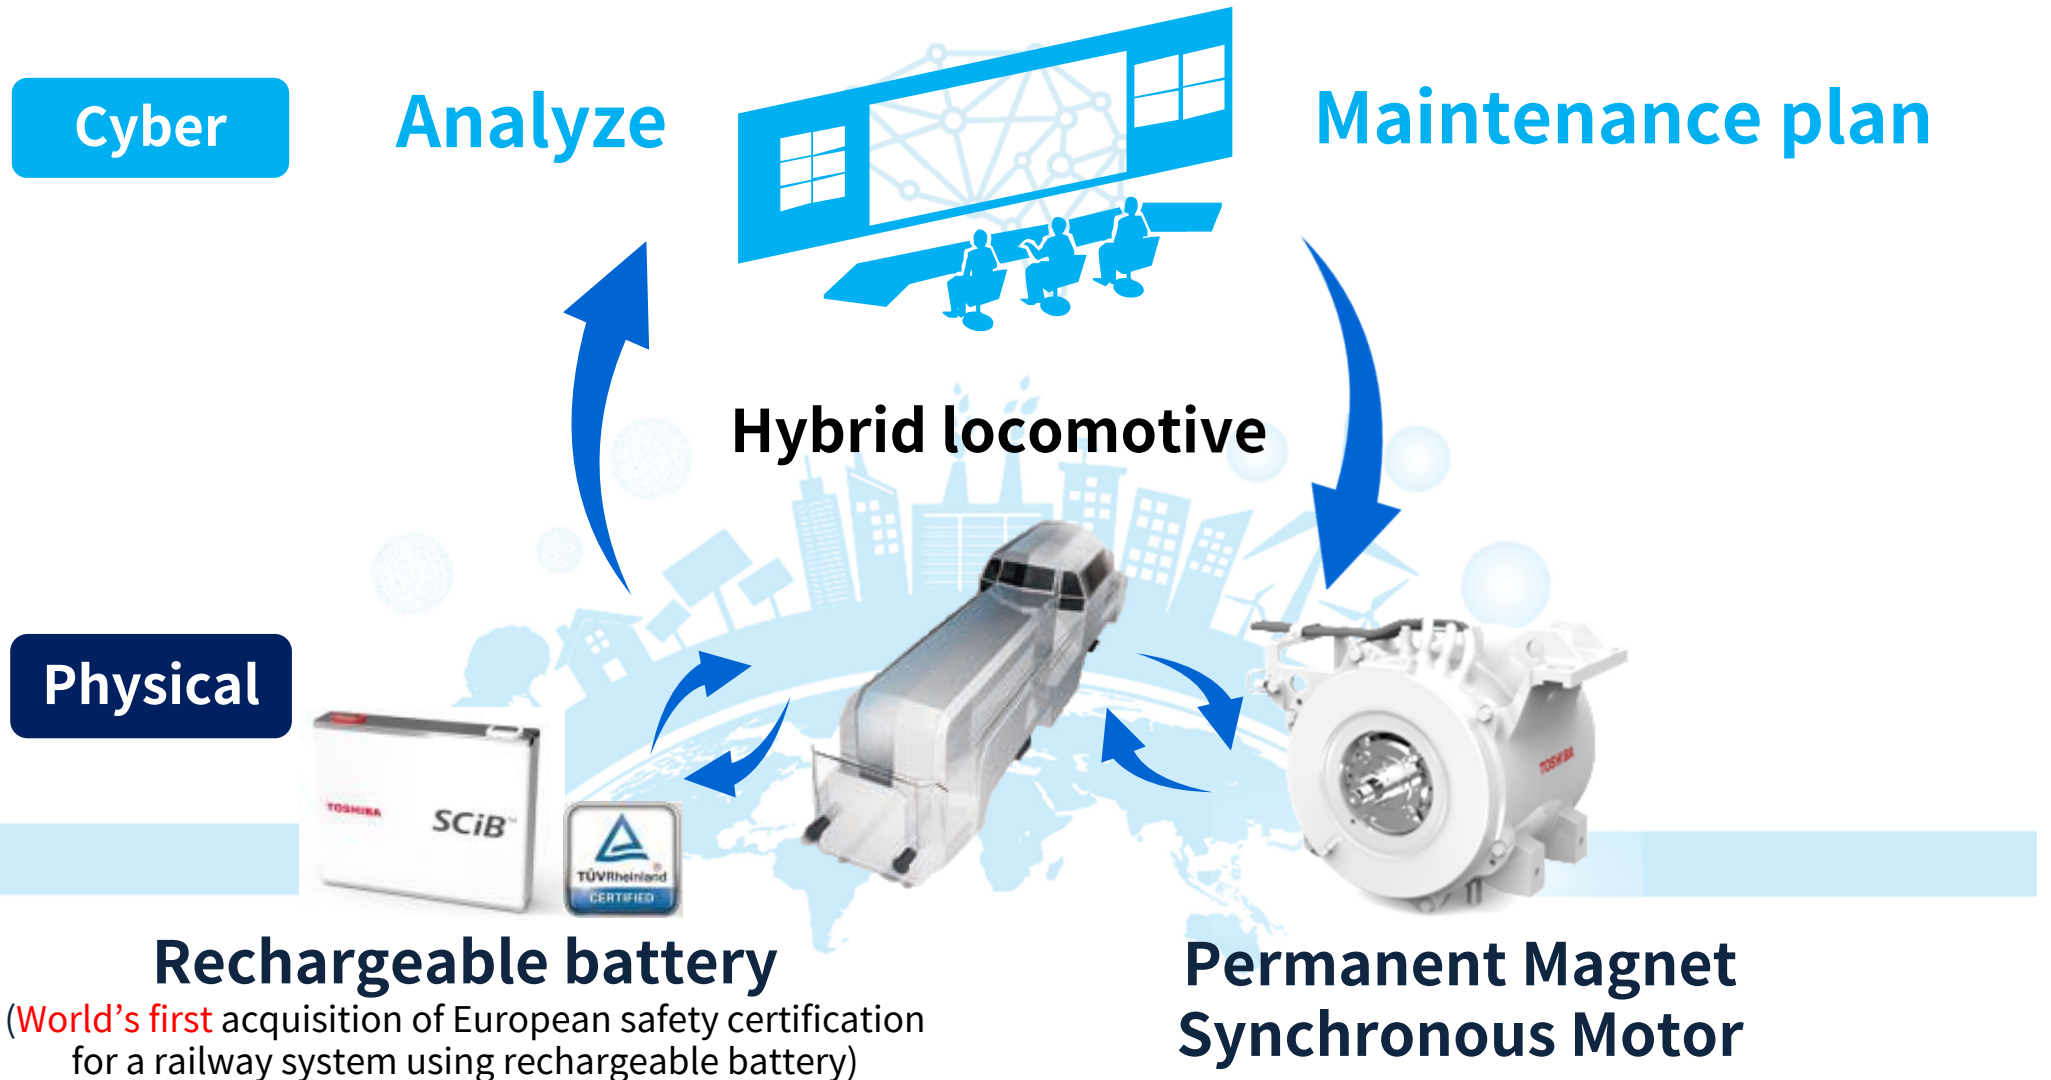 Cyber
Analyze
Maintenance plan
Hybrid locomotive
Physical
TOSHIBA
SCiB™
TOSHIBA
®
TÜVRheinland
CERTIFIED
Rechargeable battery
(World’s first acquisition of European safety certification
for a railway system using rechargeable battery)
Permanent Magnet
Synchronous Motor